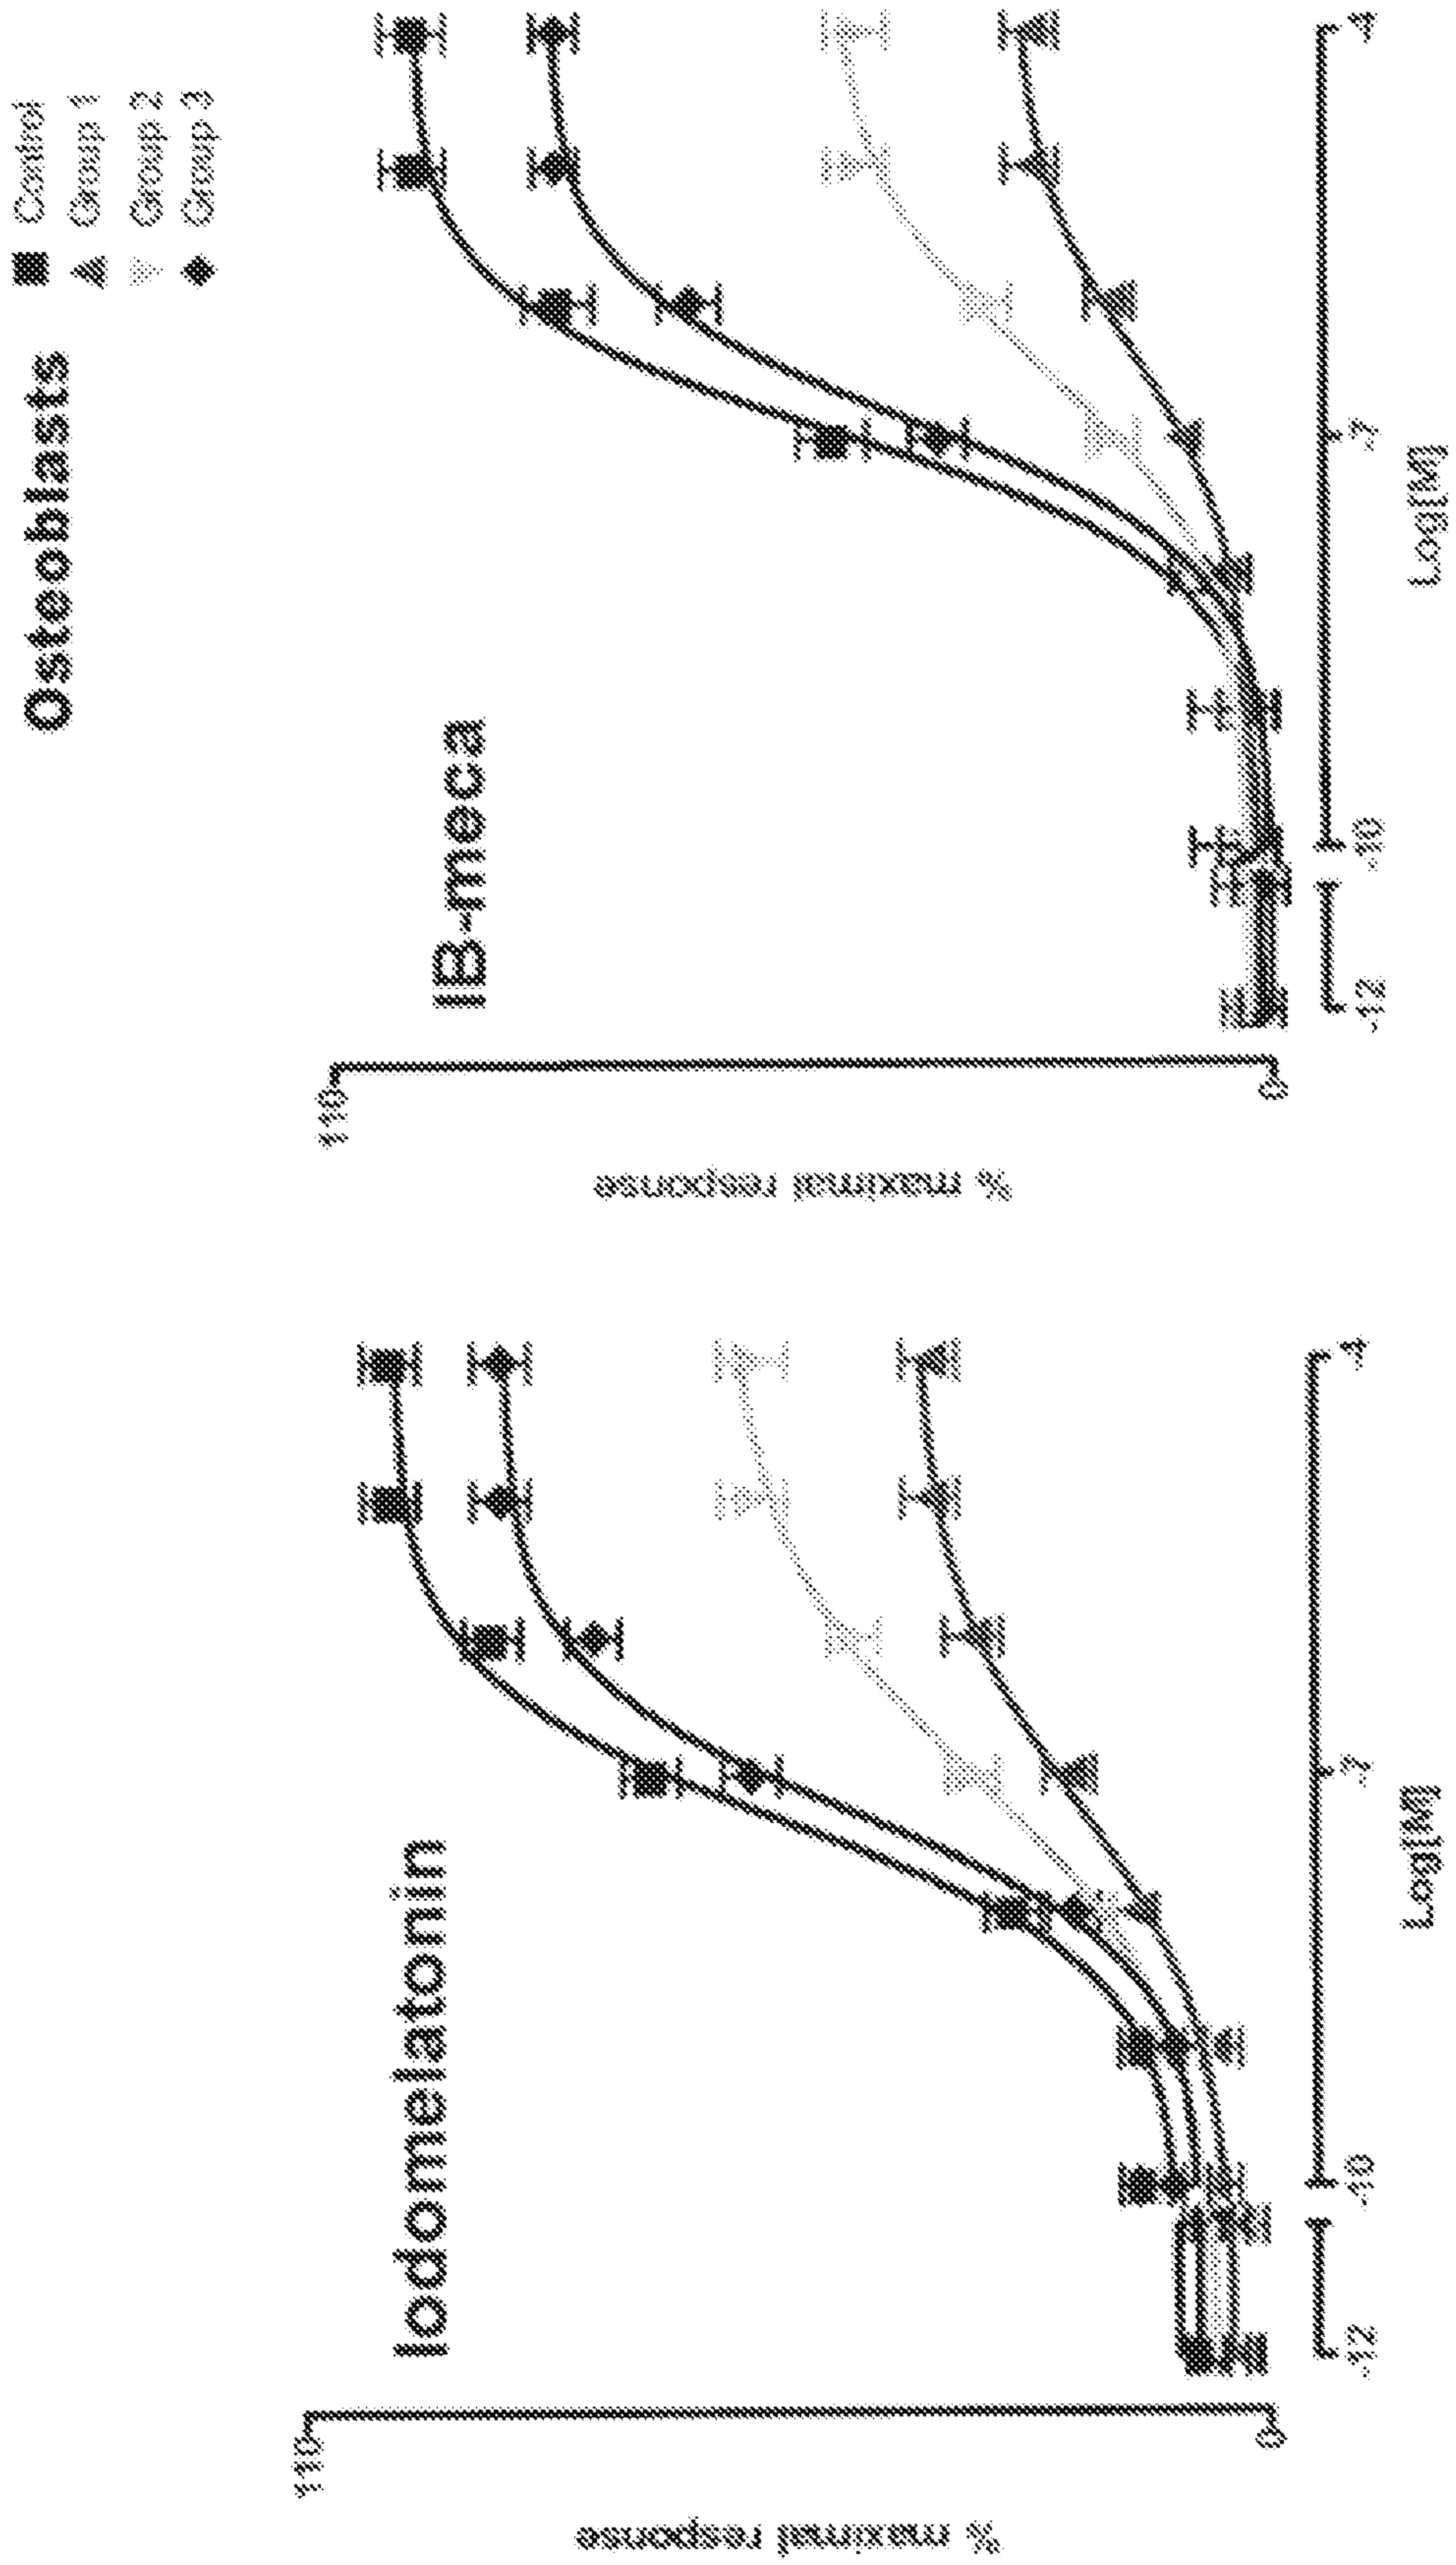 Osteoblasts
Control
Group 1
Group 2
Group 3
Iodomelatonin
110
% maximal response
0
-12
-10
-7
-4
Log[M]
IB-meca
110
% maximal response
0
-12
-10
-7
-4
Log[M]